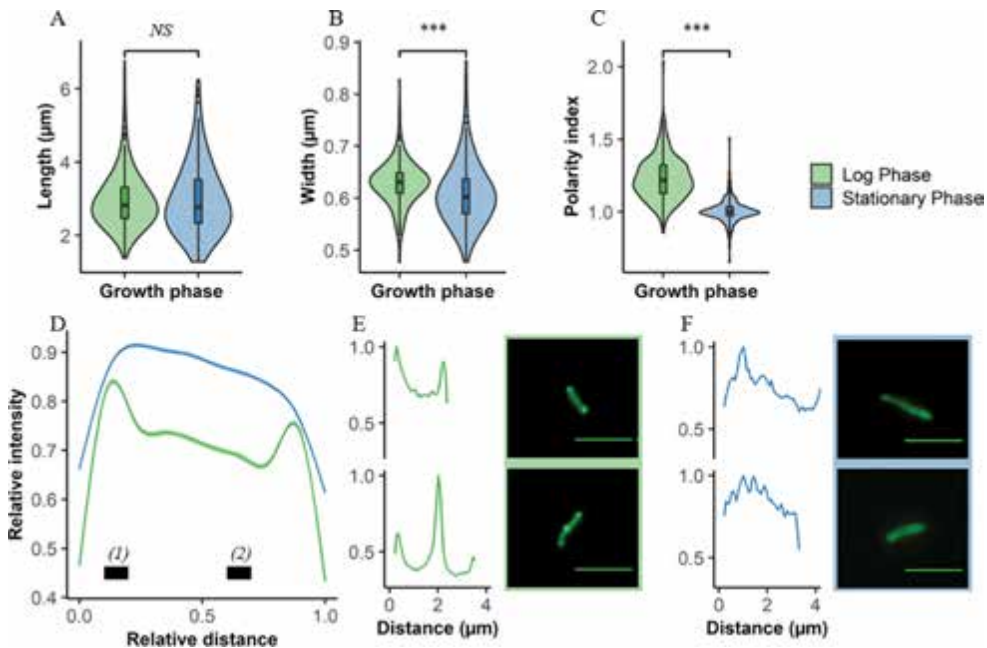 A
NS
Length (µm)
6
4
2
Growth phase
B
***
Width (µm)
0.9
0.8
0.7
0.6
0.5
Growth phase
C
***
Polarity index
2.0
1.5
1.0
Growth phase
Log Phase
Stationary Phase
D
Relative intensity
0.9
0.8
0.7
0.6
0.5
0.4
(1)
(2)
0.0
0.5
1.0
Relative distance
E
1.0
0.5
1.0
0.5
0
2
4
Distance (µm)
F
1.0
0.5
1.0
0.5
0
2
4
Distance (µm)